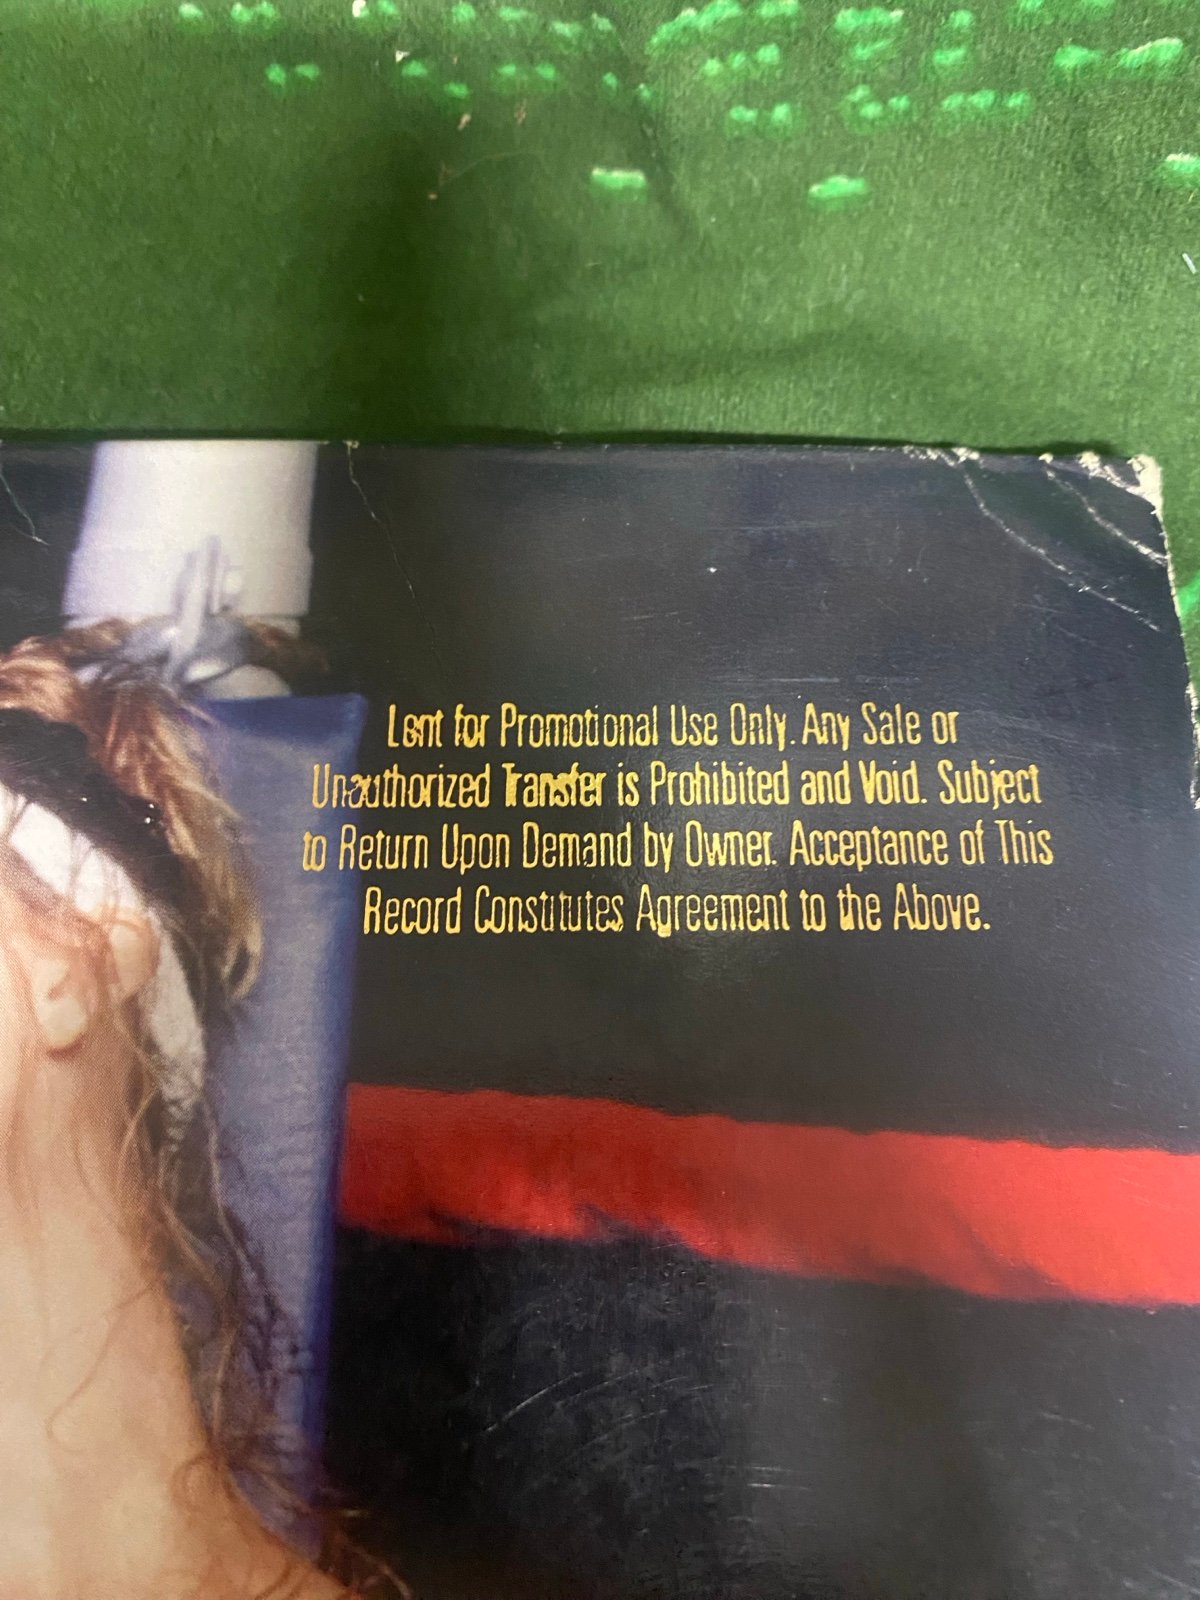 Lent for Promotional Use Only. Any Sale or
Unauthorized Transfer is Prohibited and Void. Subject
to Return Upon Demand by Owner. Acceptance of This
Record Constitutes Agreement to the Above.